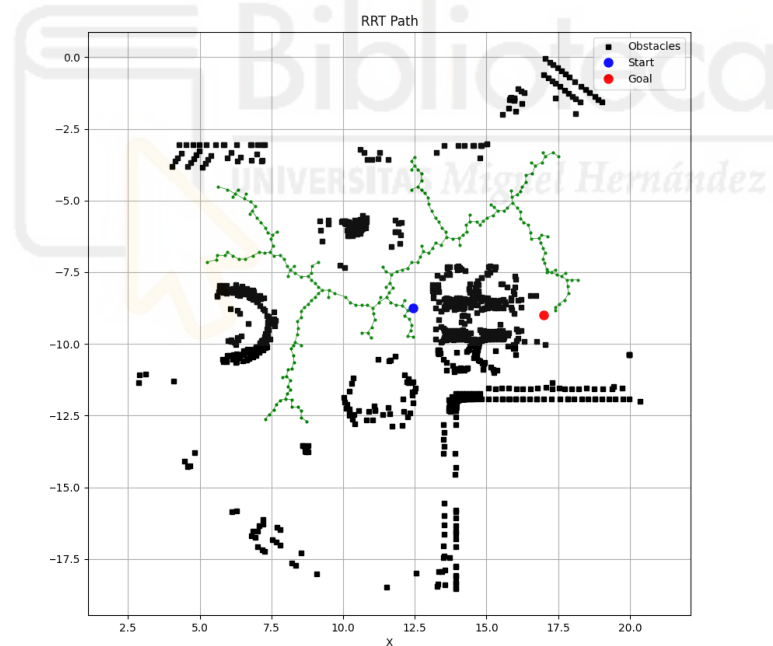 Biblioteca
UNIVERSITAS Miguel Hernández
RRT Path
Obstacles
Start
Goal
0.0
−2.5
−5.0
−7.5
−10.0
−12.5
−15.0
−17.5
2.5 5.0 7.5 10.0 12.5 15.0 17.5 20.0
X